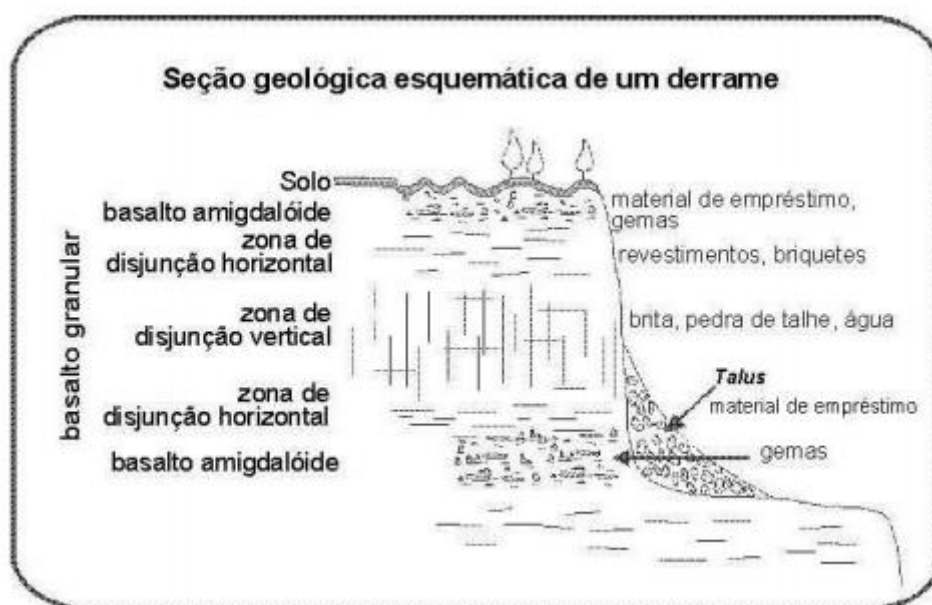 Seção geológica esquemática de um derrame
Solo
basalto amigdalóide
zona de
disjunção horizontal
zona de
disjunção vertical
zona de
disjunção horizontal
basalto amigdalóide
basalto granular
material de empréstimo,
gemas
revestimentos, briquetes
brita, pedra de talhe, água
Talus
material de empréstimo
gemas